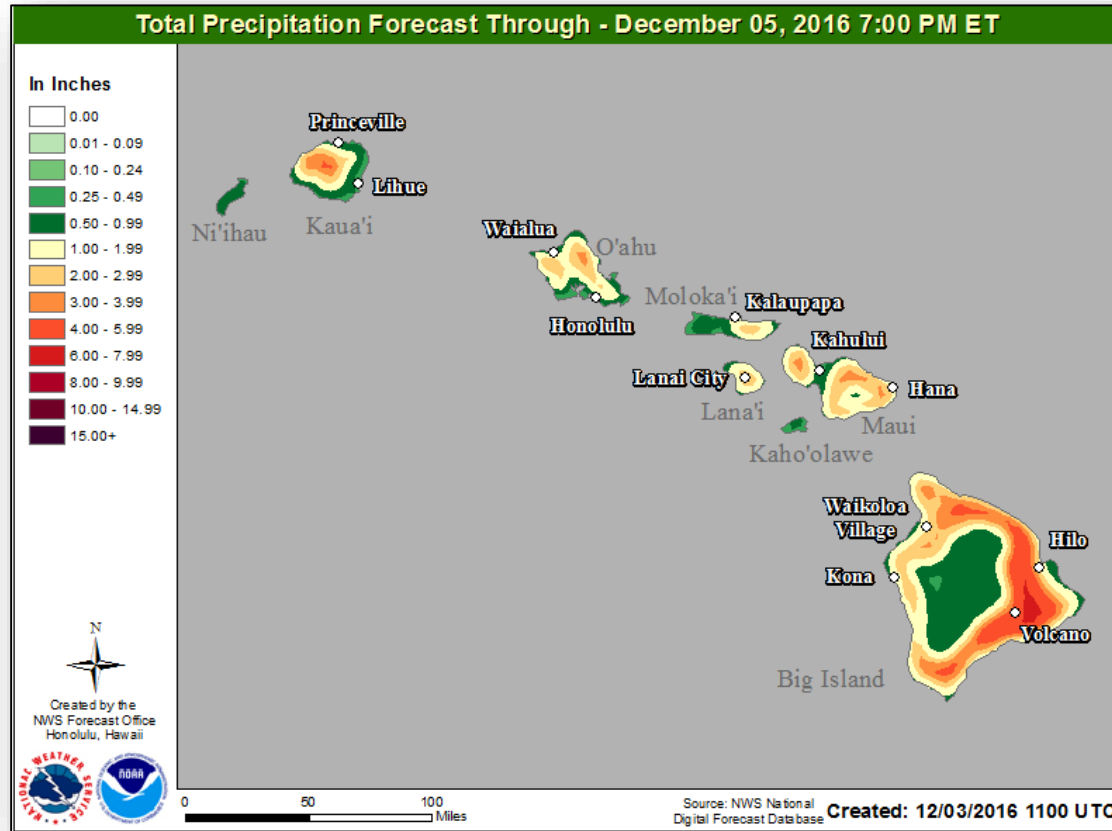 Total Precipitation Forecast Through - December 05, 2016 7:00 PM ET
In Inches
0.00
0.01 - 0.09
0.10 - 0.24
0.25 - 0.49
0.50 - 0.99
1.00 - 1.99
2.00 - 2.99
3.00 - 3.99
4.00 - 5.99
6.00 - 7.99
8.00 - 9.99
10.00 - 14.99
15.00+
Princeville
Lihue
Ni'ihau
Kaua'i
Waialua
O'ahu
Honolulu
Moloka'i
Kalaupapa
Kahului
Lanai City
Hana
Lana'i
Maui
Kaho'olawe
Waikoloa
Village
Hilo
Kona
Volcano
Big Island
N
Created by the
NWS Forecast Office
Honolulu, Hawaii
NATIONAL WEATHER SERVICE
NOAA
0 50 100
Miles
Source: NWS National
Digital Forecast Database
Created: 12/03/2016 1100 UTC